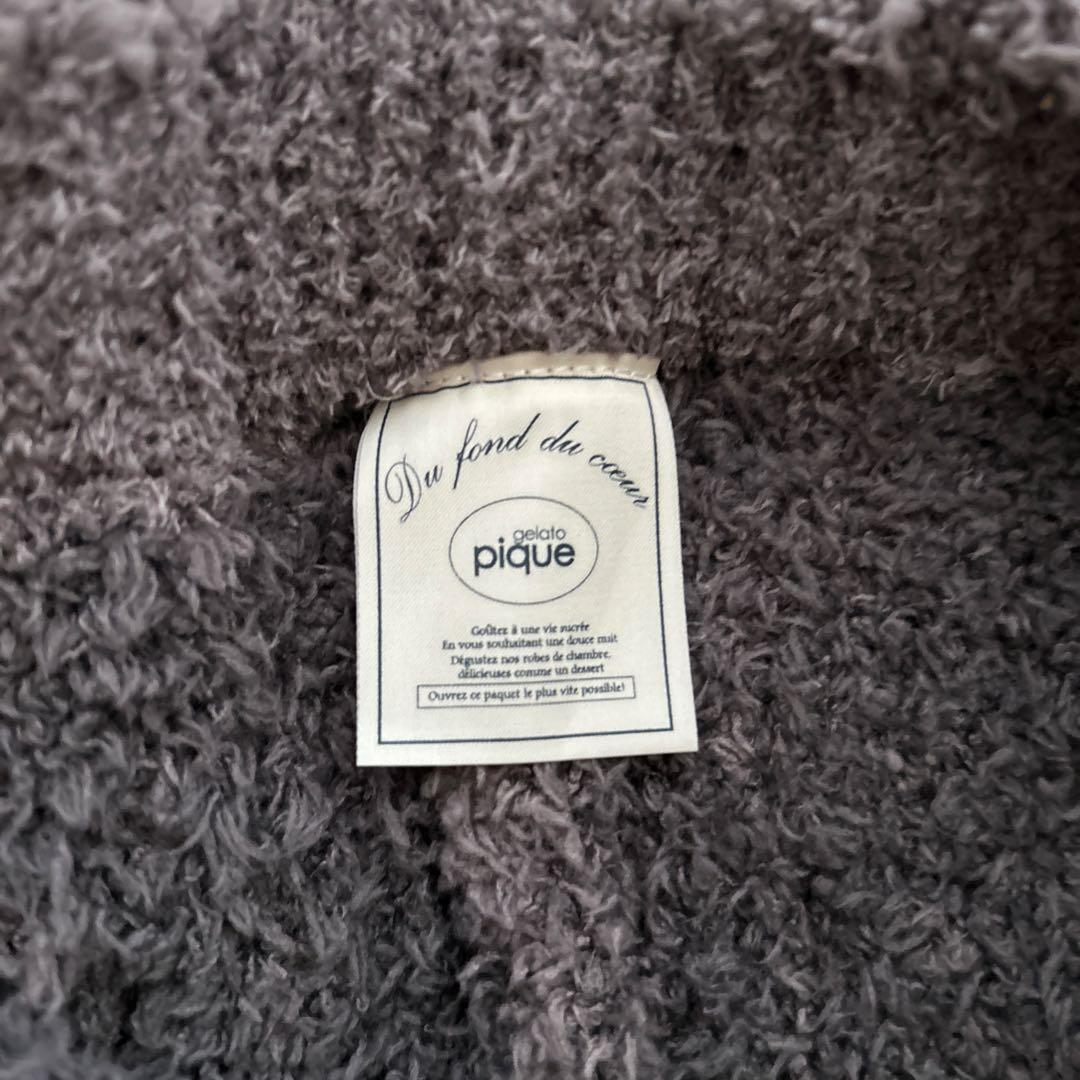 Du fond du cœur
gelato
pique
Goûtez à une vie sucrée
En vous souhaitant une douce nuit
Dégustez nos robes de chambre,
délicieuses comme un dessert
Ouvrez ce paquet le plus vite possible!